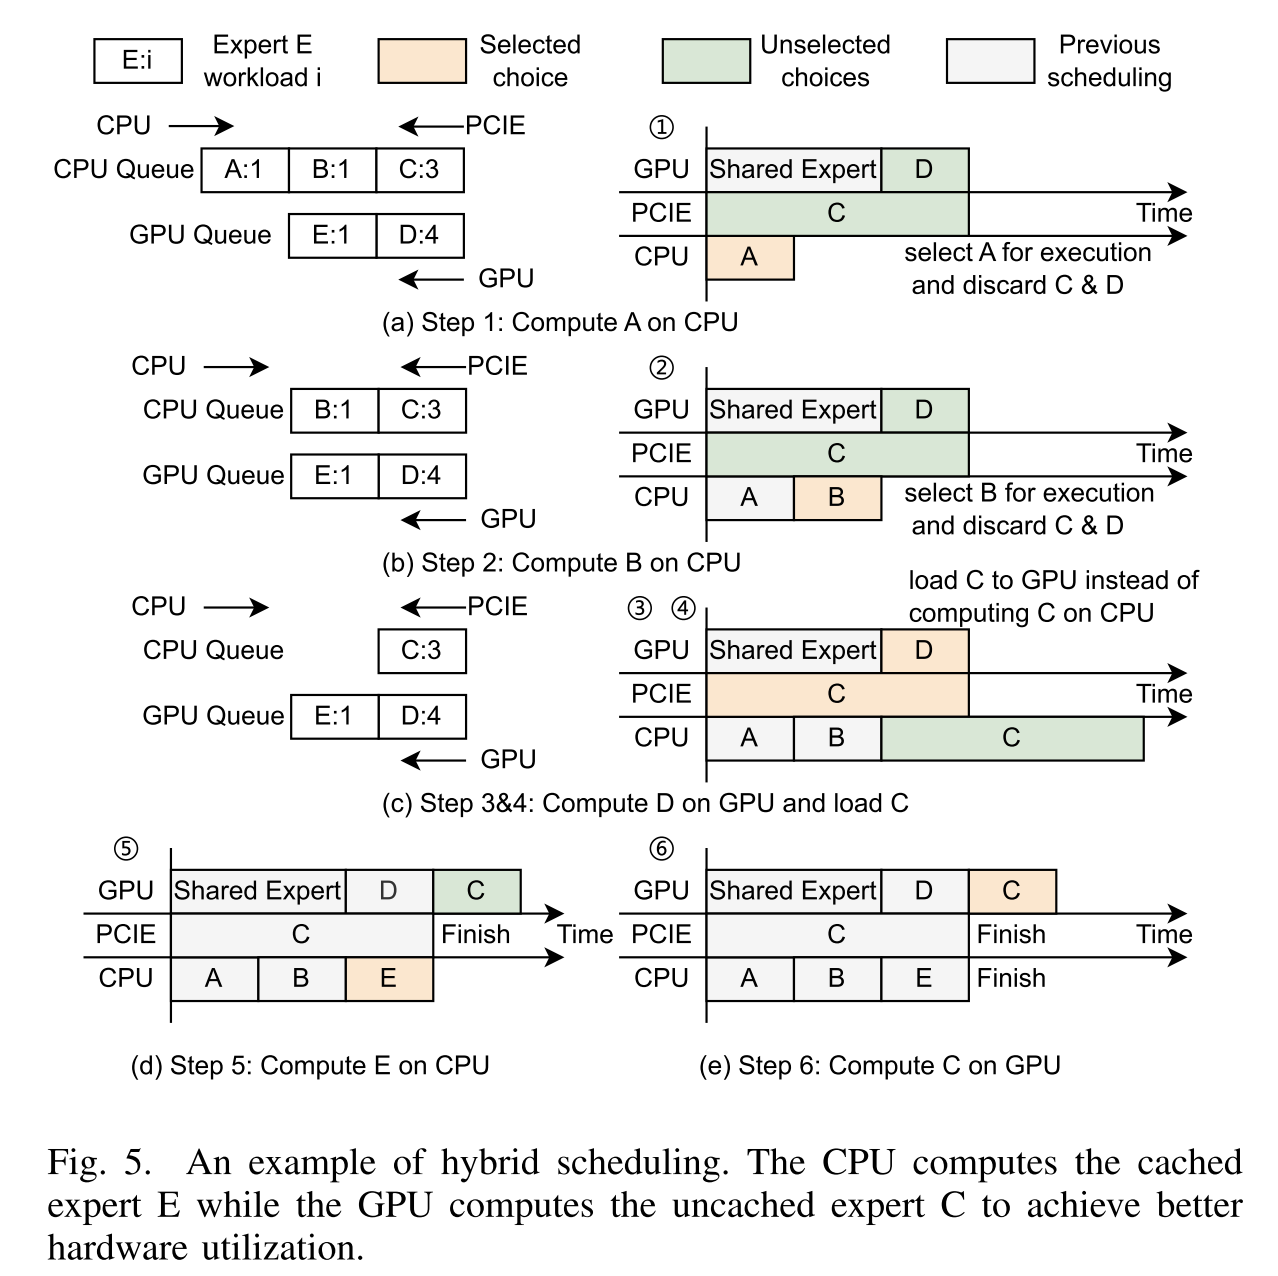 E:i
Expert E
workload i
Selected
choice
Unselected
choices
Previous
scheduling
CPU
PCIE
CPU Queue A:1 B:1 C:3
GPU Queue E:1 D:4
GPU
①
GPU Shared Expert D
PCIE C Time
CPU A
select A for execution
and discard C & D
(a) Step 1: Compute A on CPU
CPU
PCIE
CPU Queue B:1 C:3
GPU Queue E:1 D:4
GPU
②
GPU Shared Expert D
PCIE C Time
CPU A B
select B for execution
and discard C & D
(b) Step 2: Compute B on CPU
CPU
PCIE
CPU Queue C:3
GPU Queue E:1 D:4
GPU
load C to GPU instead of
computing C on CPU
③ ④
GPU Shared Expert D
PCIE C Time
CPU A B C
(c) Step 3&4: Compute D on GPU and load C
⑤
GPU Shared Expert D C
PCIE C Finish Time
CPU A B E
(d) Step 5: Compute E on CPU
⑥
GPU Shared Expert D C
PCIE C Finish Time
CPU A B E Finish
(e) Step 6: Compute C on GPU
Fig. 5. An example of hybrid scheduling. The CPU computes the cached
expert E while the GPU computes the uncached expert C to achieve better
hardware utilization.